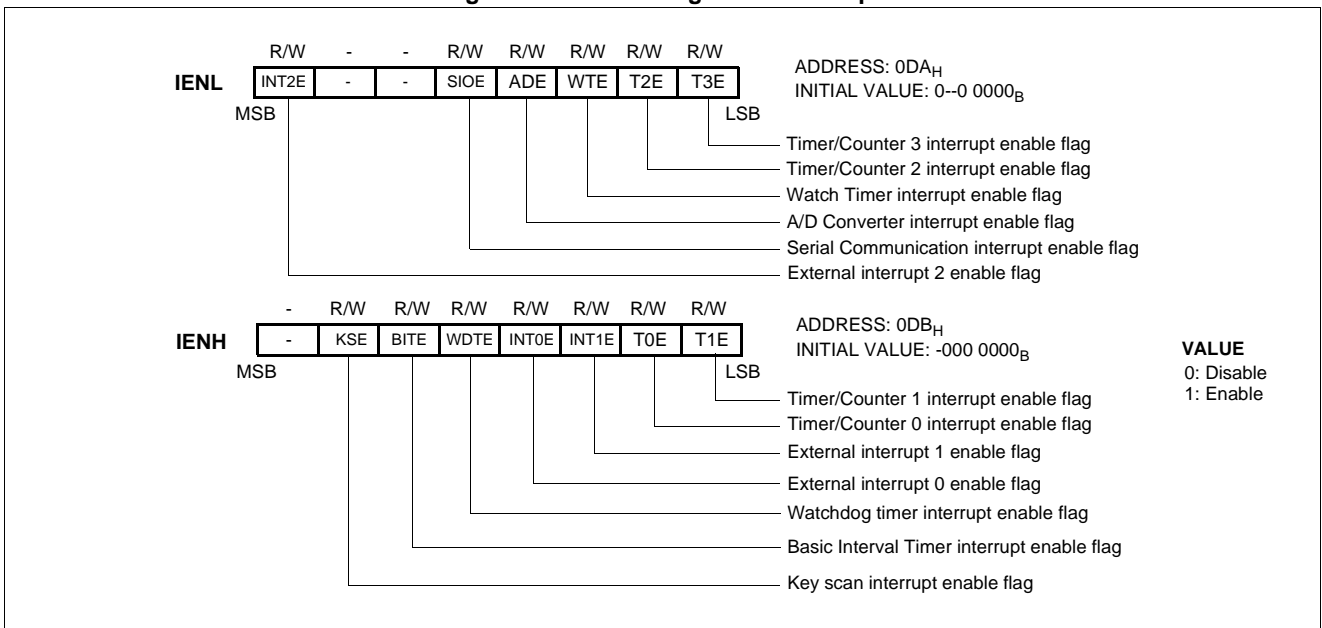 R/W - - R/W R/W R/W R/W R/W
IENL INT2E - - SIOE ADE WTE T2E T3E
ADDRESS: 0DAH
INITIAL VALUE: 0--0 0000B
MSB LSB
Timer/Counter 3 interrupt enable flag
Timer/Counter 2 interrupt enable flag
Watch Timer interrupt enable flag
A/D Converter interrupt enable flag
Serial Communication interrupt enable flag
External interrupt 2 enable flag
- R/W R/W R/W R/W R/W R/W R/W
IENH - KSE BITE WDTE INT0E INT1E T0E T1E
ADDRESS: 0DBH
INITIAL VALUE: -000 0000B
MSB LSB
VALUE
0: Disable
1: Enable
Timer/Counter 1 interrupt enable flag
Timer/Counter 0 interrupt enable flag
External interrupt 1 enable flag
External interrupt 0 enable flag
Watchdog timer interrupt enable flag
Basic Interval Timer interrupt enable flag
Key scan interrupt enable flag